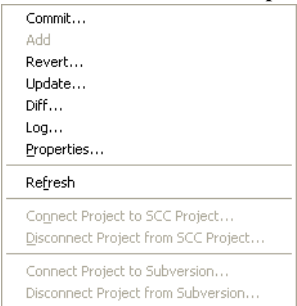 Commit...
Add
Revert...
Update...
Diff...
Log...
Properties...
Refresh
Connect Project to SCC Project...
Disconnect Project from SCC Project...
Connect Project to Subversion...
Disconnect Project from Subversion...